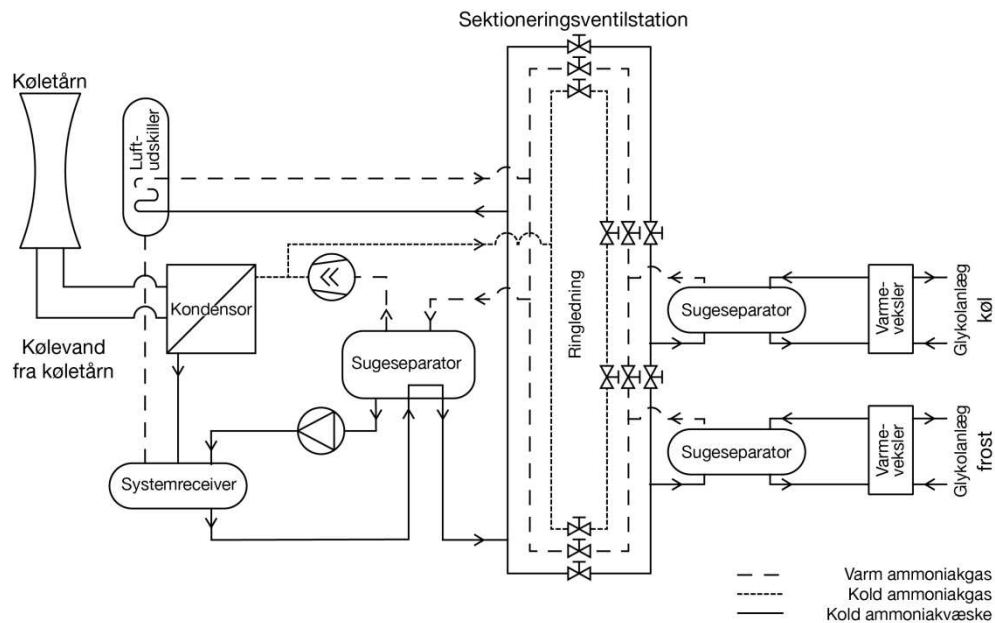 Sektioneringsventilstation
Køletårn
Luft-
udskiller
Kondensor
Kølevand
fra køletårn
Sugeseparator
Systemreceiver
Ringledning
Sugeseparator
Varme-
veksler
Glykolanlæg
køl
Sugeseparator
Varme-
veksler
Glykolanlæg
frost
Varm ammoniakgas
Kold ammoniakgas
Kold ammoniakvæske